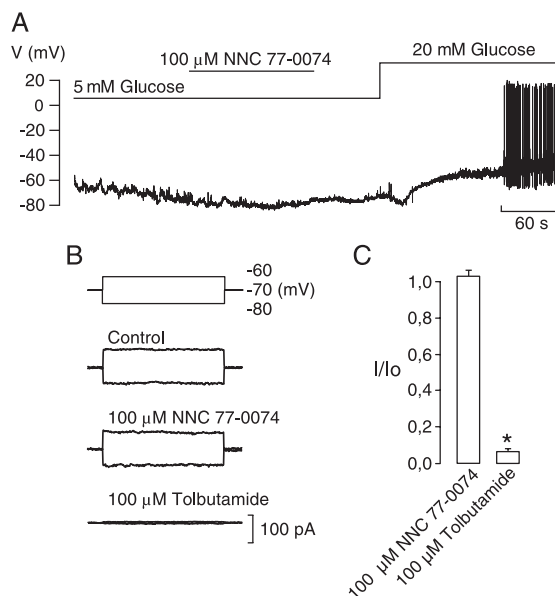 A
V (mV)
100 μM NNC 77-0074
20 mM Glucose
5 mM Glucose
20
0
-20
-40
-60
-80
60 s
B
-60
-70 (mV)
-80
Control
100 μM NNC 77-0074
100 μM Tolbutamide
100 pA
C
I/Io
1,0
0,8
0,6
0,4
0,2
0,0
*
100 μM NNC 77-0074
100 μM Tolbutamide